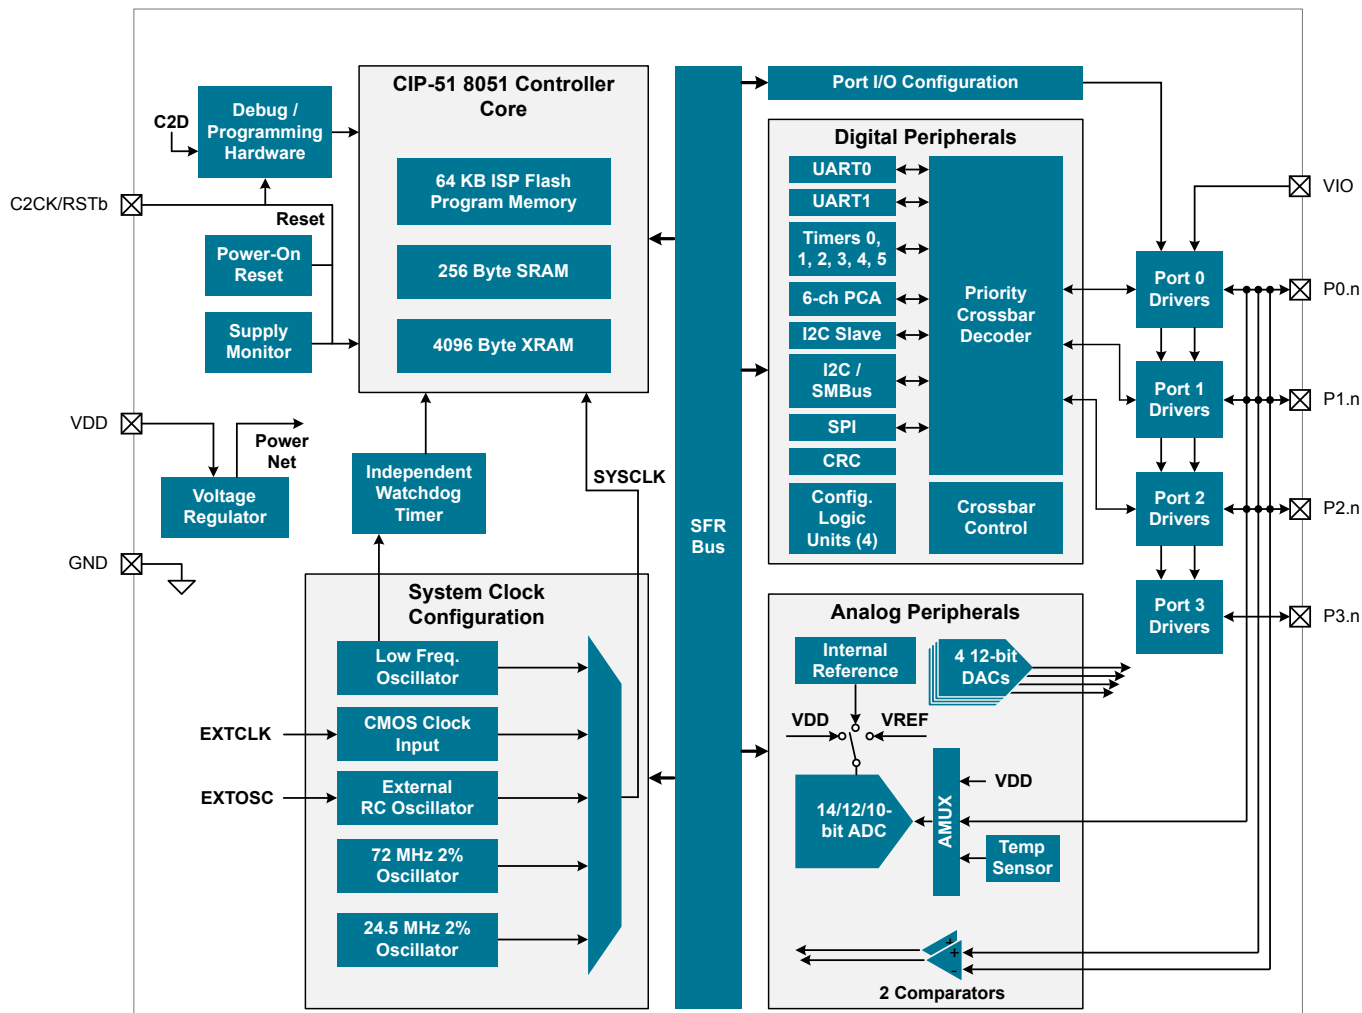 CIP-51 8051 Controller
Core
64 KB ISP Flash
Program Memory
256 Byte SRAM
4096 Byte XRAM
C2D
Debug /
Programming
Hardware
C2CK/RSTb
Reset
Power-On
Reset
Supply
Monitor
VDD
Power
Net
Voltage
Regulator
GND
Independent
Watchdog
Timer
SYSCLK
System Clock
Configuration
Low Freq.
Oscillator
EXTCLK
CMOS Clock
Input
EXTOSC
External
RC Oscillator
72 MHz 2%
Oscillator
24.5 MHz 2%
Oscillator
SFR
Bus
Port I/O Configuration
Digital Peripherals
UART0
UART1
Timers 0,
1, 2, 3, 4, 5
6-ch PCA
I2C Slave
I2C /
SMBus
SPI
CRC
Config.
Logic
Units (4)
Priority
Crossbar
Decoder
Crossbar
Control
Port 0
Drivers
Port 1
Drivers
Port 2
Drivers
Port 3
Drivers
VIO
P0.n
P1.n
P2.n
P3.n
Analog Peripherals
Internal
Reference
4 12-bit
DACs
VDD
VREF
14/12/10-
bit ADC
AMUX
VDD
Temp
Sensor
+
+
-
2 Comparators